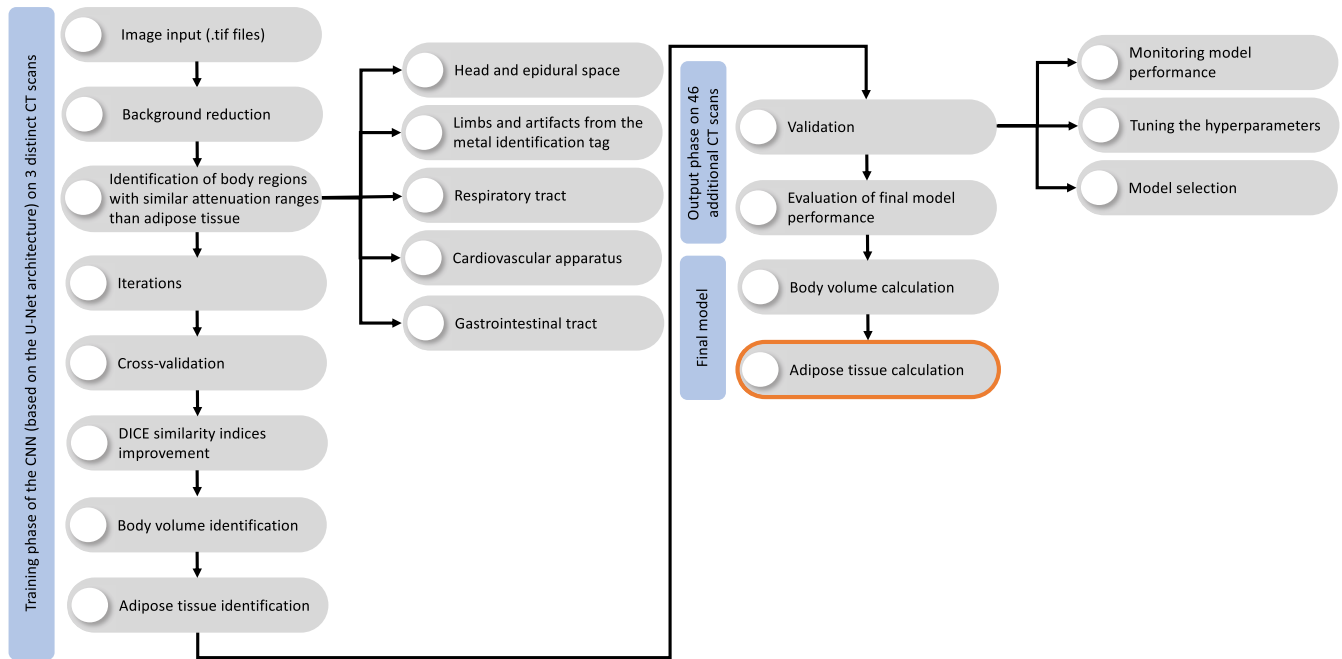 Training phase of the CNN (based on the U-Net architecture) on 3 distinct CT scans
Image input (.tif files)
Background reduction
Identification of body regions
with similar attenuation ranges
than adipose tissue
Iterations
Cross-validation
DICE similarity indices
improvement
Body volume identification
Adipose tissue identification
Head and epidural space
Limbs and artifacts from the
metal identification tag
Respiratory tract
Cardiovascular apparatus
Gastrointestinal tract
Output phase on 46
additional CT scans
Validation
Evaluation of final model
performance
Monitoring model
performance
Tuning the hyperparameters
Model selection
Final model
Body volume calculation
Adipose tissue calculation